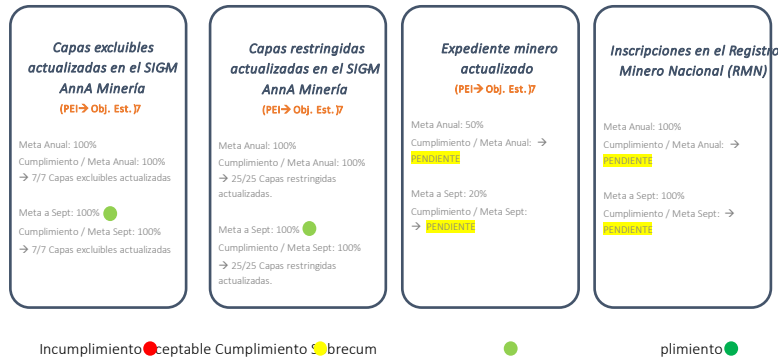 Capas excluibles
actualizadas en el SIGM
AnnA Minería
(PEI→ Obj. Est.)7
Meta Anual: 100%
Cumplimiento / Meta Anual: 100%
→ 7/7 Capas excluibles actualizadas
Meta a Sept: 100%
Cumplimiento / Meta Sept: 100%
→ 7/7 Capas excluibles actualizadas
Capas restringidas
actualizadas en el SIGM
AnnA Minería
(PEI→ Obj. Est.)7
Meta Anual: 100%
Cumplimiento / Meta Anual: 100%
→ 25/25 Capas restringidas
actualizadas.
Meta a Sept: 100%
Cumplimiento / Meta Sept: 100%
→ 25/25 Capas restringidas
actualizadas.
Expediente minero
actualizado
(PEI→ Obj. Est.)7
Meta Anual: 50%
Cumplimiento / Meta Anual: →
PENDIENTE
Meta a Sept: 20%
Cumplimiento / Meta Sept:
→ PENDIENTE
Inscripciones en el Registro
Minero Nacional (RMN)
Meta Anual: 100%
Cumplimiento / Meta Anual: →
PENDIENTE
Meta a Sept: 100%
Cumplimiento / Meta Sept: →
PENDIENTE
Incumplimiento ceptable Cumplimiento brecum plimiento